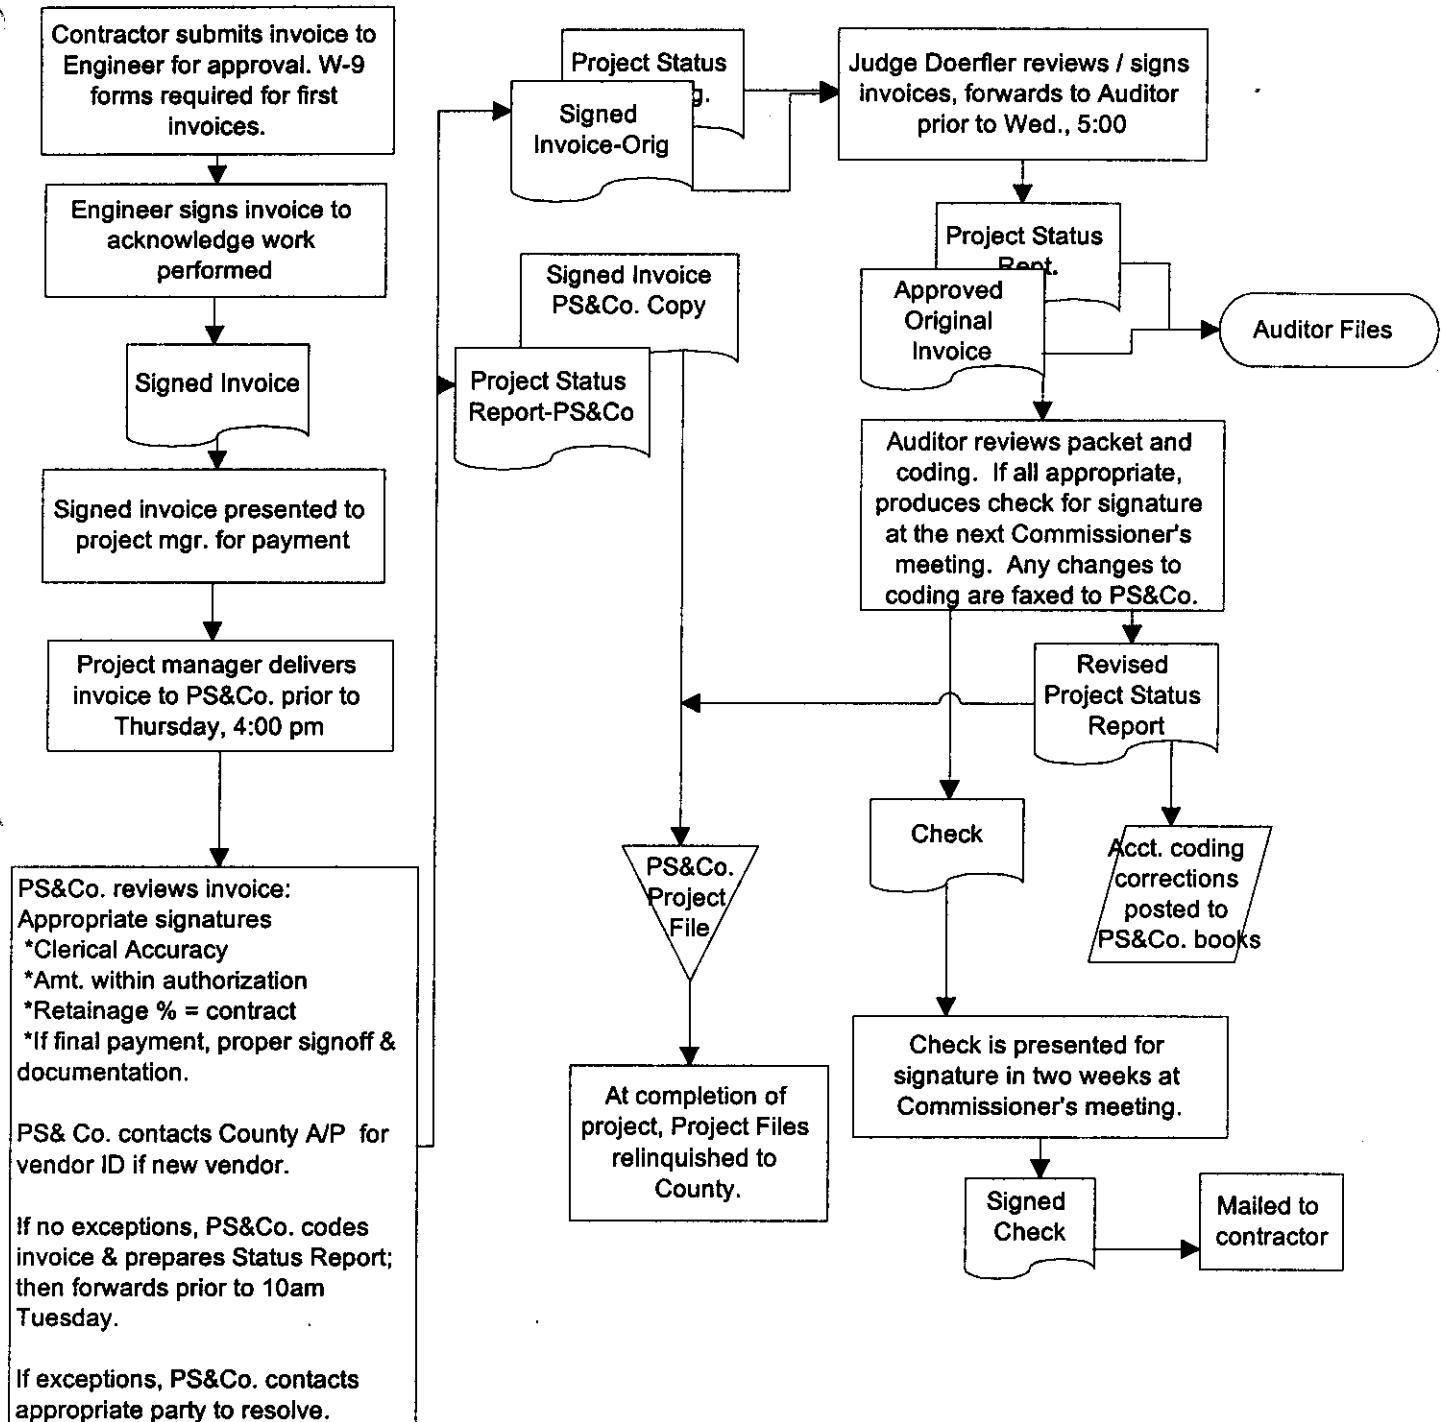 Contractor submits invoice to
Engineer for approval. W-9
forms required for first
invoices.
Engineer signs invoice to
acknowledge work
performed
Signed Invoice
Signed invoice presented to
project mgr. for payment
Project manager delivers
invoice to PS&Co. prior to
Thursday, 4:00 pm
PS&Co. reviews invoice:
Appropriate signatures
*Clerical Accuracy
*Amt. within authorization
*Retainage % = contract
*If final payment, proper signoff &
documentation.
PS& Co. contacts County A/P for
vendor ID if new vendor.
If no exceptions, PS&Co. codes
invoice & prepares Status Report;
then forwards prior to 10am
Tuesday.
If exceptions, PS&Co. contacts
appropriate party to resolve.
Project Status
Signed
Invoice-Orig
Signed Invoice
PS&Co. Copy
Project Status
Report-PS&Co
PS&Co.
Project
File
At completion of
project, Project Files
relinquished to
County.
Judge Doerfler reviews / signs
invoices, forwards to Auditor
prior to Wed., 5:00
Project Status
Rept.
Approved
Original
Invoice
Auditor Files
Auditor reviews packet and
coding. If all appropriate,
produces check for signature
at the next Commissioner's
meeting. Any changes to
coding are faxed to PS&Co.
Revised
Project Status
Report
Check
Acct. coding
corrections
posted to
PS&Co. books
Check is presented for
signature in two weeks at
Commissioner's meeting.
Signed
Check
Mailed to
contractor